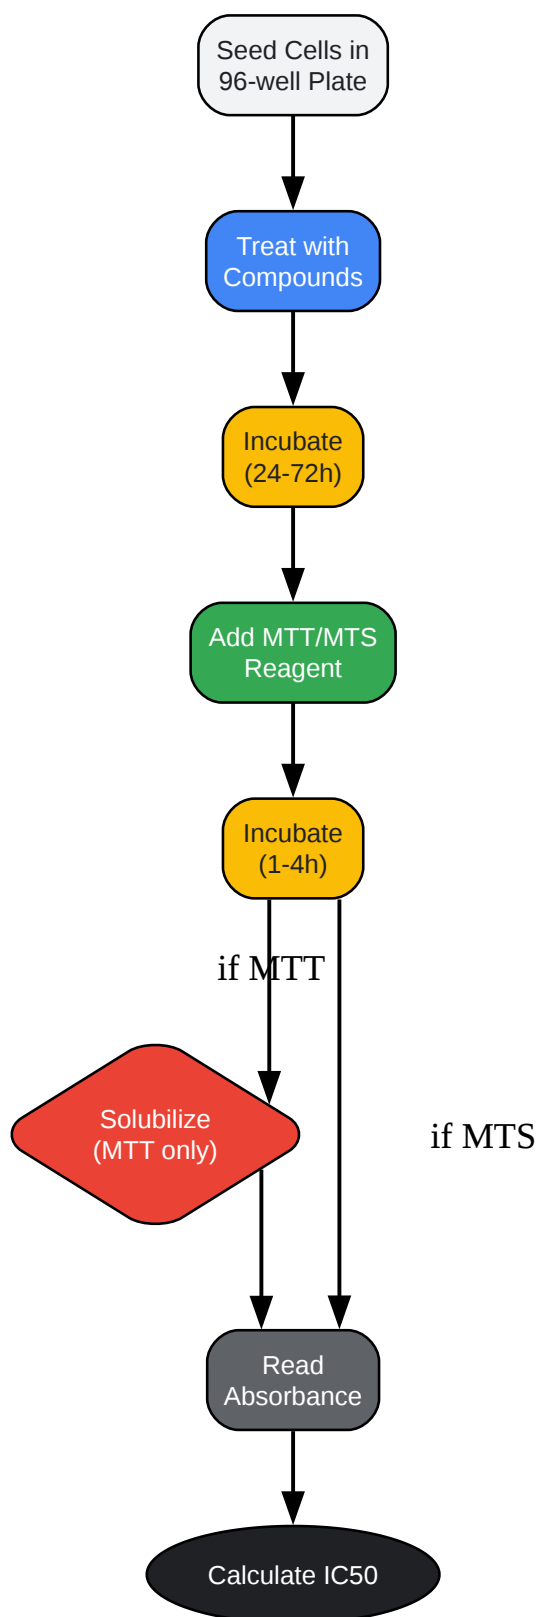 Seed Cells in
96-well Plate
Treat with
Compounds
Incubate
(24-72h)
Add MTT/MTS
Reagent
Incubate
(1-4h)
if MTT
Solubilize
(MTT only)
if MTS
Read
Absorbance
Calculate IC50